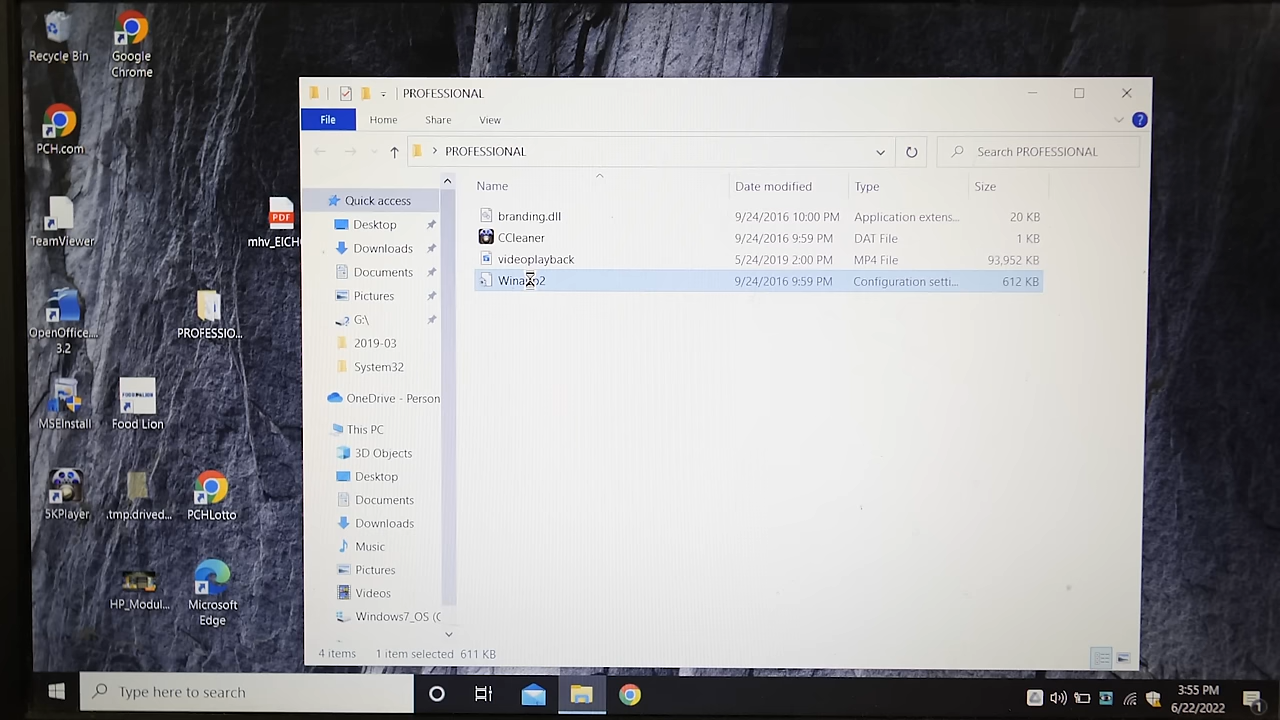 Recycle Bin
Google
Chrome
PCH.com
TeamViewer
PDF
mhv_EICH
OpenOffice....
3.2
PROFESSIO...
MSEInstall
FOOD LION
Food Lion
5KPlayer
.tmp.drived...
PCHLotto
HP_Modul...
Microsoft
Edge
PROFESSIONAL
File Home Share View
PROFESSIONAL
Search PROFESSIONAL
Quick access
Desktop
Downloads
Documents
Pictures
G:\
2019-03
System32
OneDrive - Person
This PC
3D Objects
Desktop
Documents
Downloads
Music
Pictures
Videos
Windows7_OS (C
Name Date modified Type Size
branding.dll 9/24/2016 10:00 PM Application extens... 20 KB
CCleaner 9/24/2016 9:59 PM DAT File 1 KB
videoplayback 5/24/2019 2:00 PM MP4 File 93,952 KB
9/24/2016 9:59 PM Configuration setti... 612 KB
4 items 1 item selected 611 KB
Type here to search
3:55 PM
6/22/2022
1